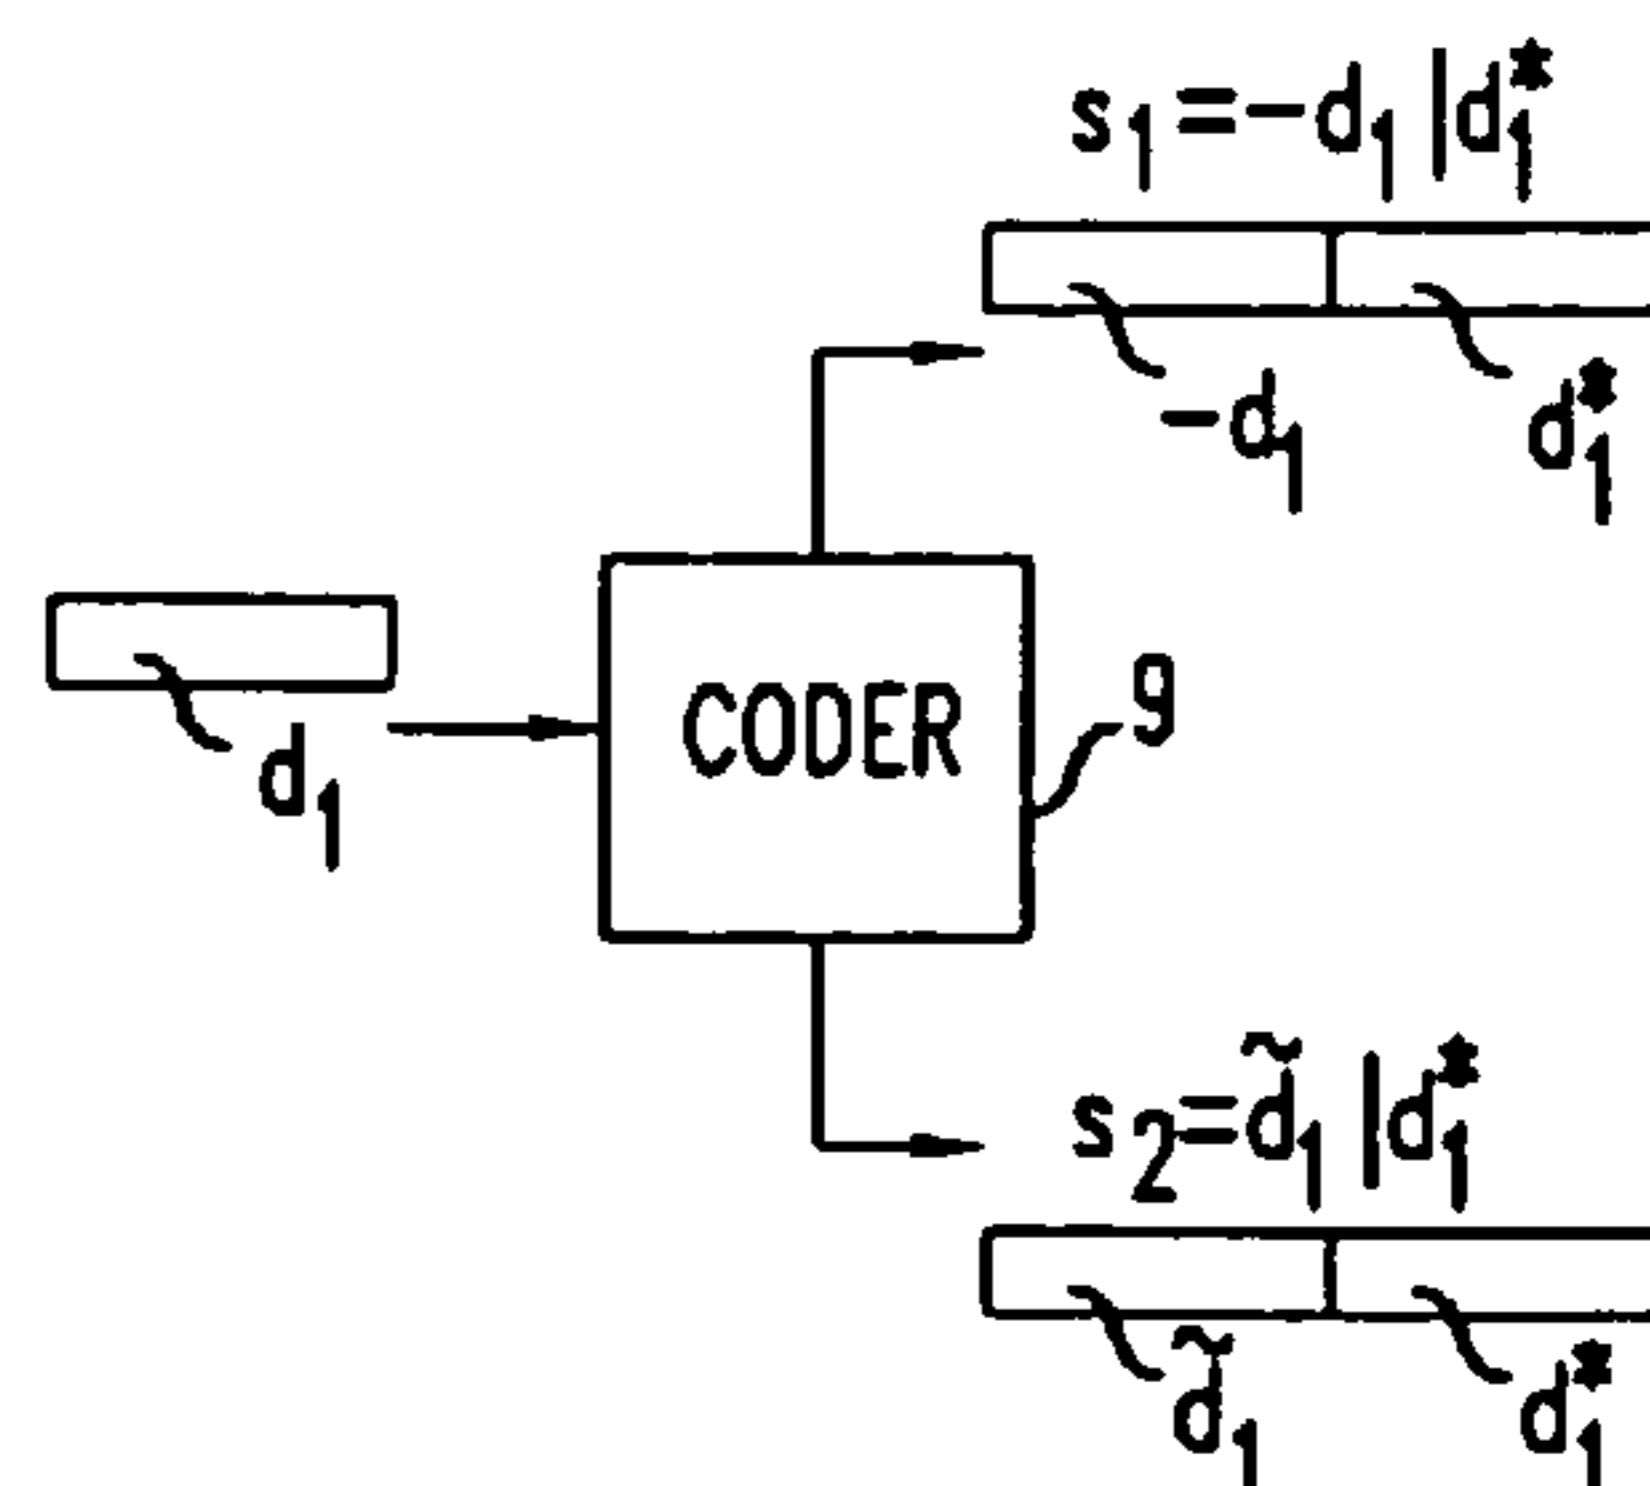 s₁=-d₁|d₁*
-d₁ d₁*
d₁
CODER
9
s₂=d̃₁|d₁*
d̃₁ d₁*